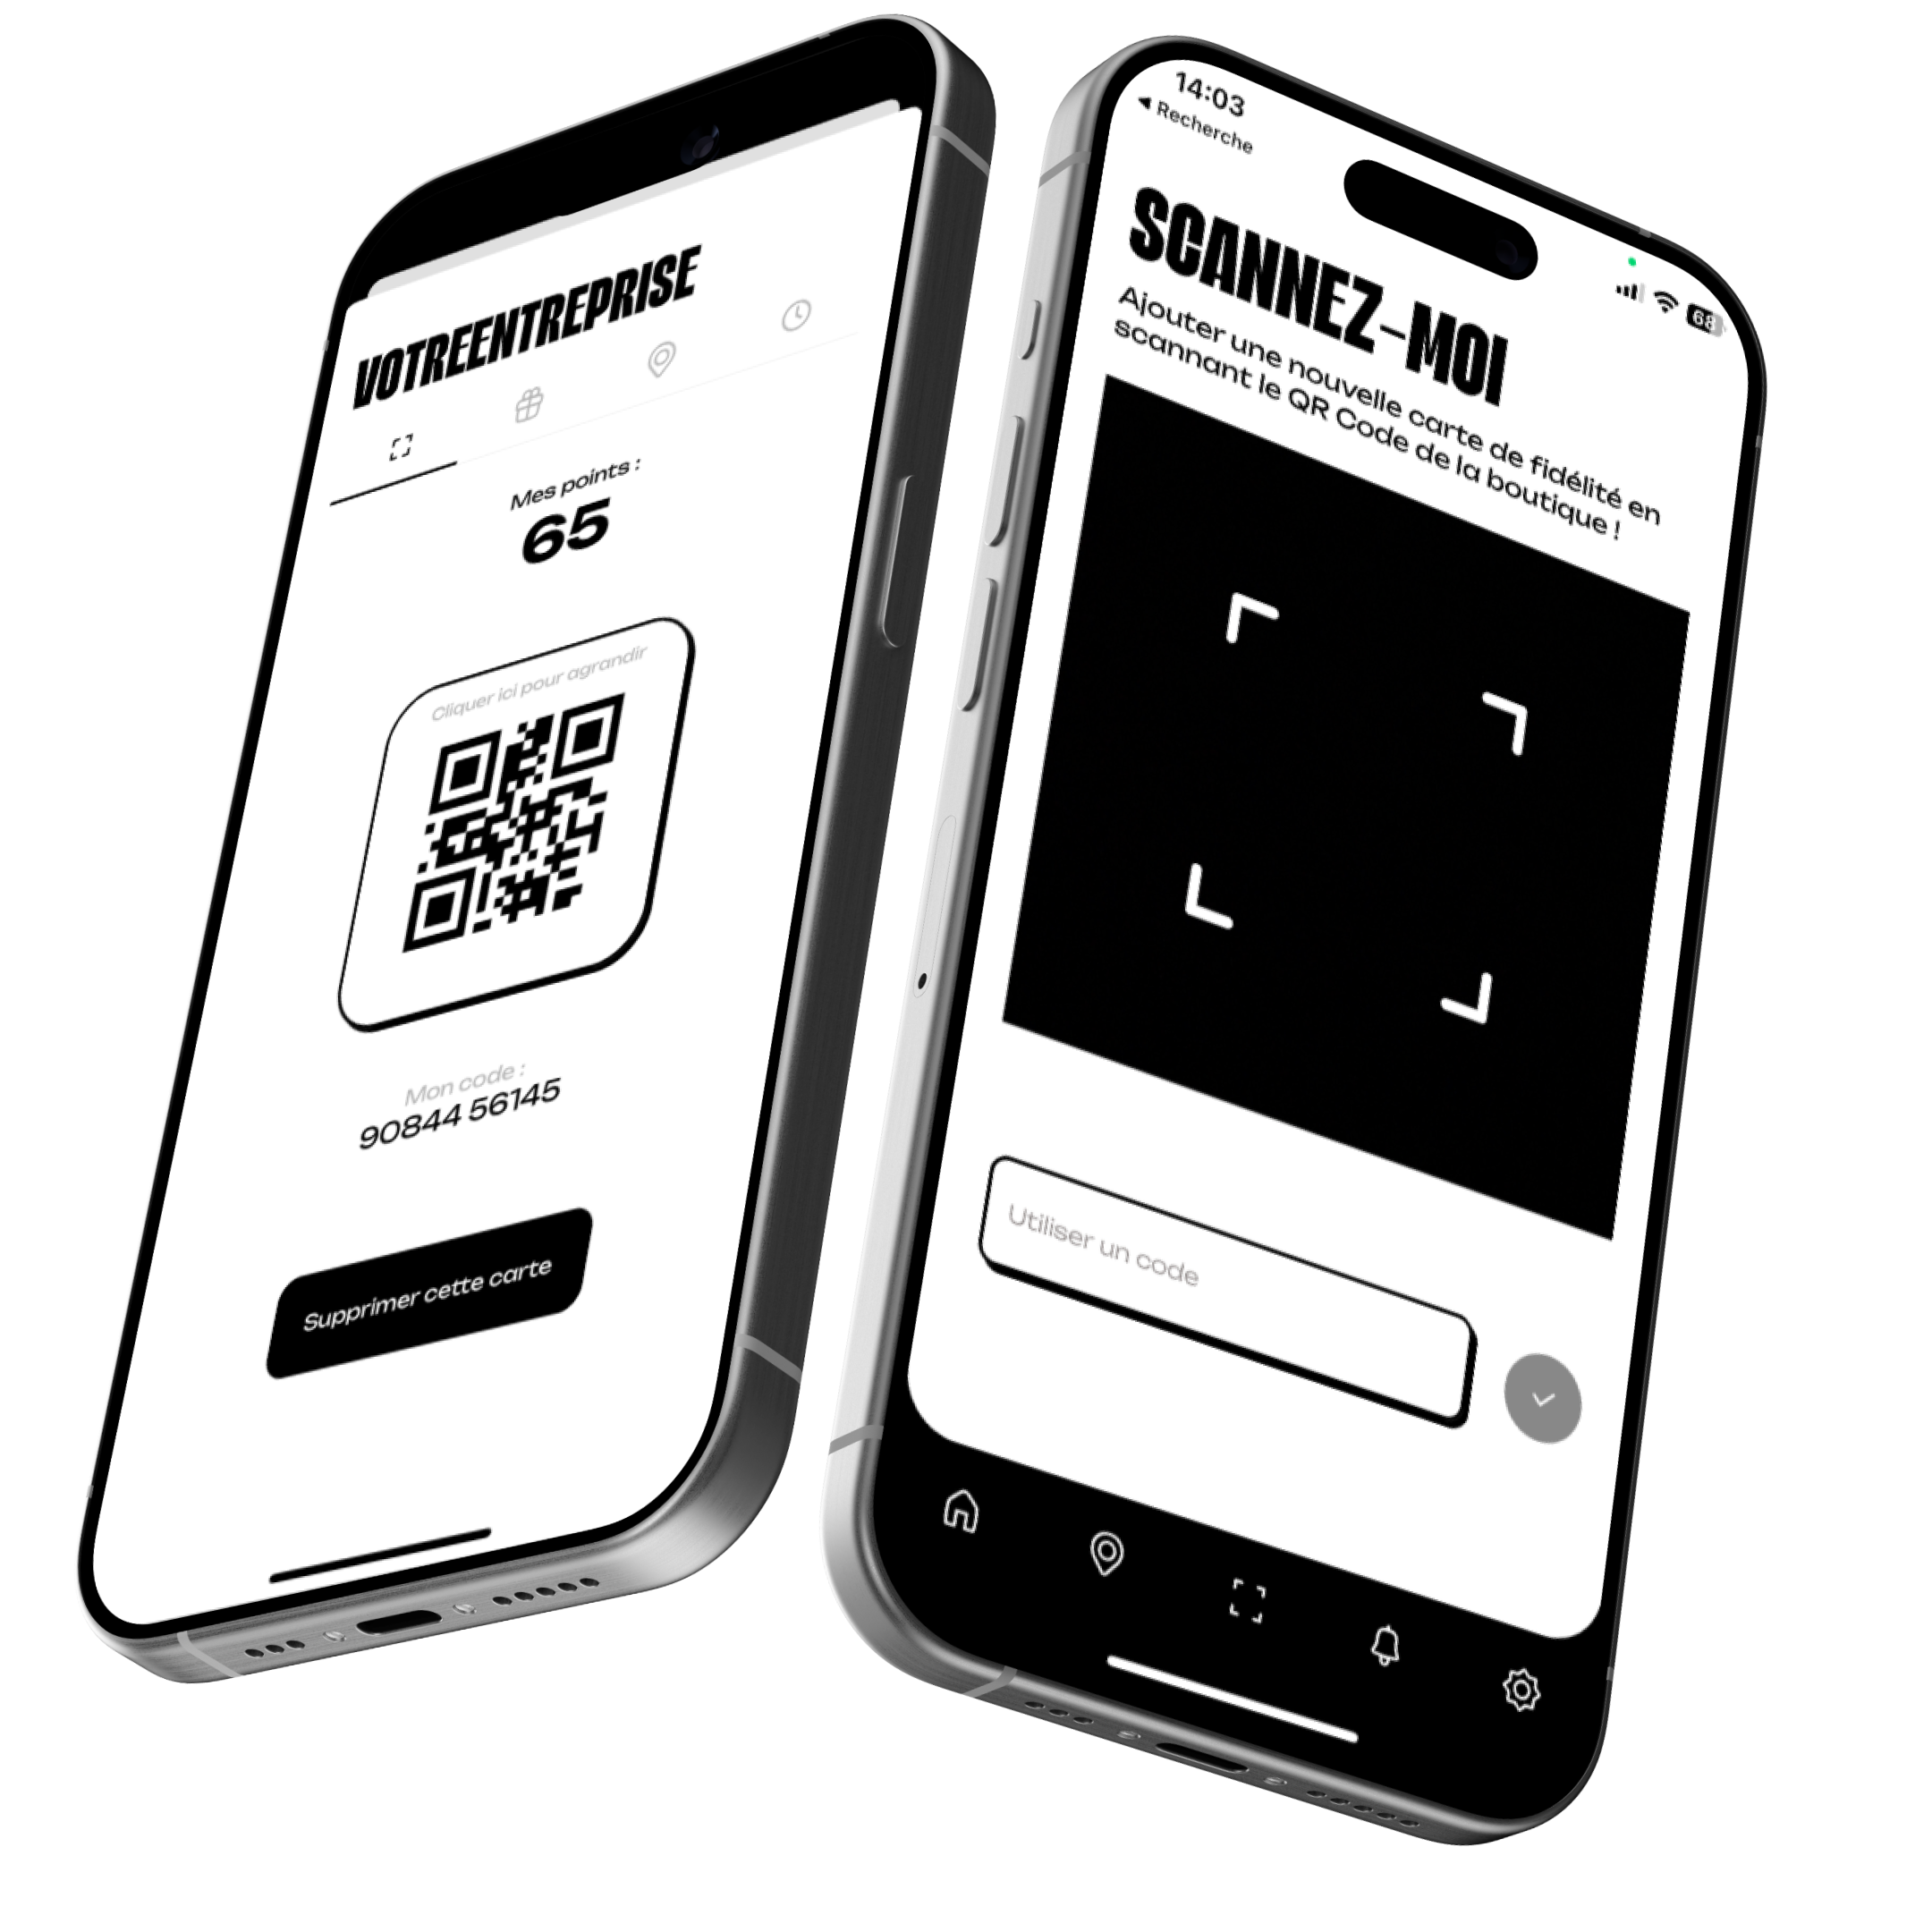 VOTREENTREPRISE
Mes points :
65
Cliquer ici pour agrandir
Mon code :
90844 56145
Supprimer cette carte
14:03
◀ Recherche
68
SCANNEZ-MOI
Ajouter une nouvelle carte de fidélité en
scannant le QR Code de la boutique !
Utiliser un code